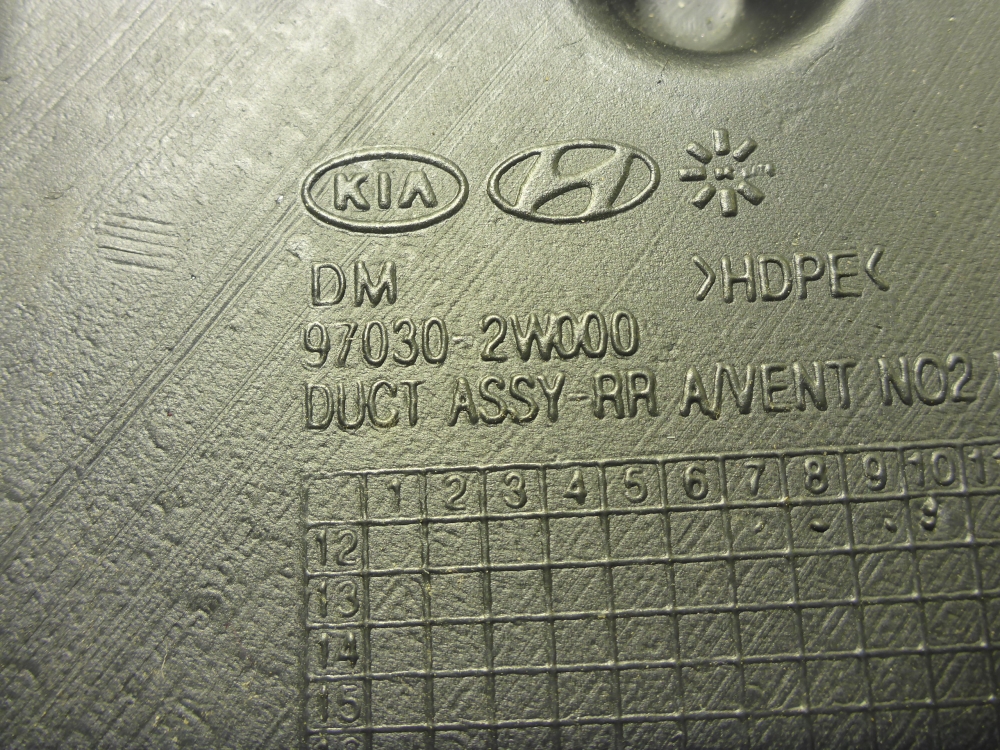 KIA
DM >HDPE<
97030-2W000
DUCT ASSY-RR A/VENT NO2
1 2 3 4 5 6 7 8 9 10 11
12
13
14
15